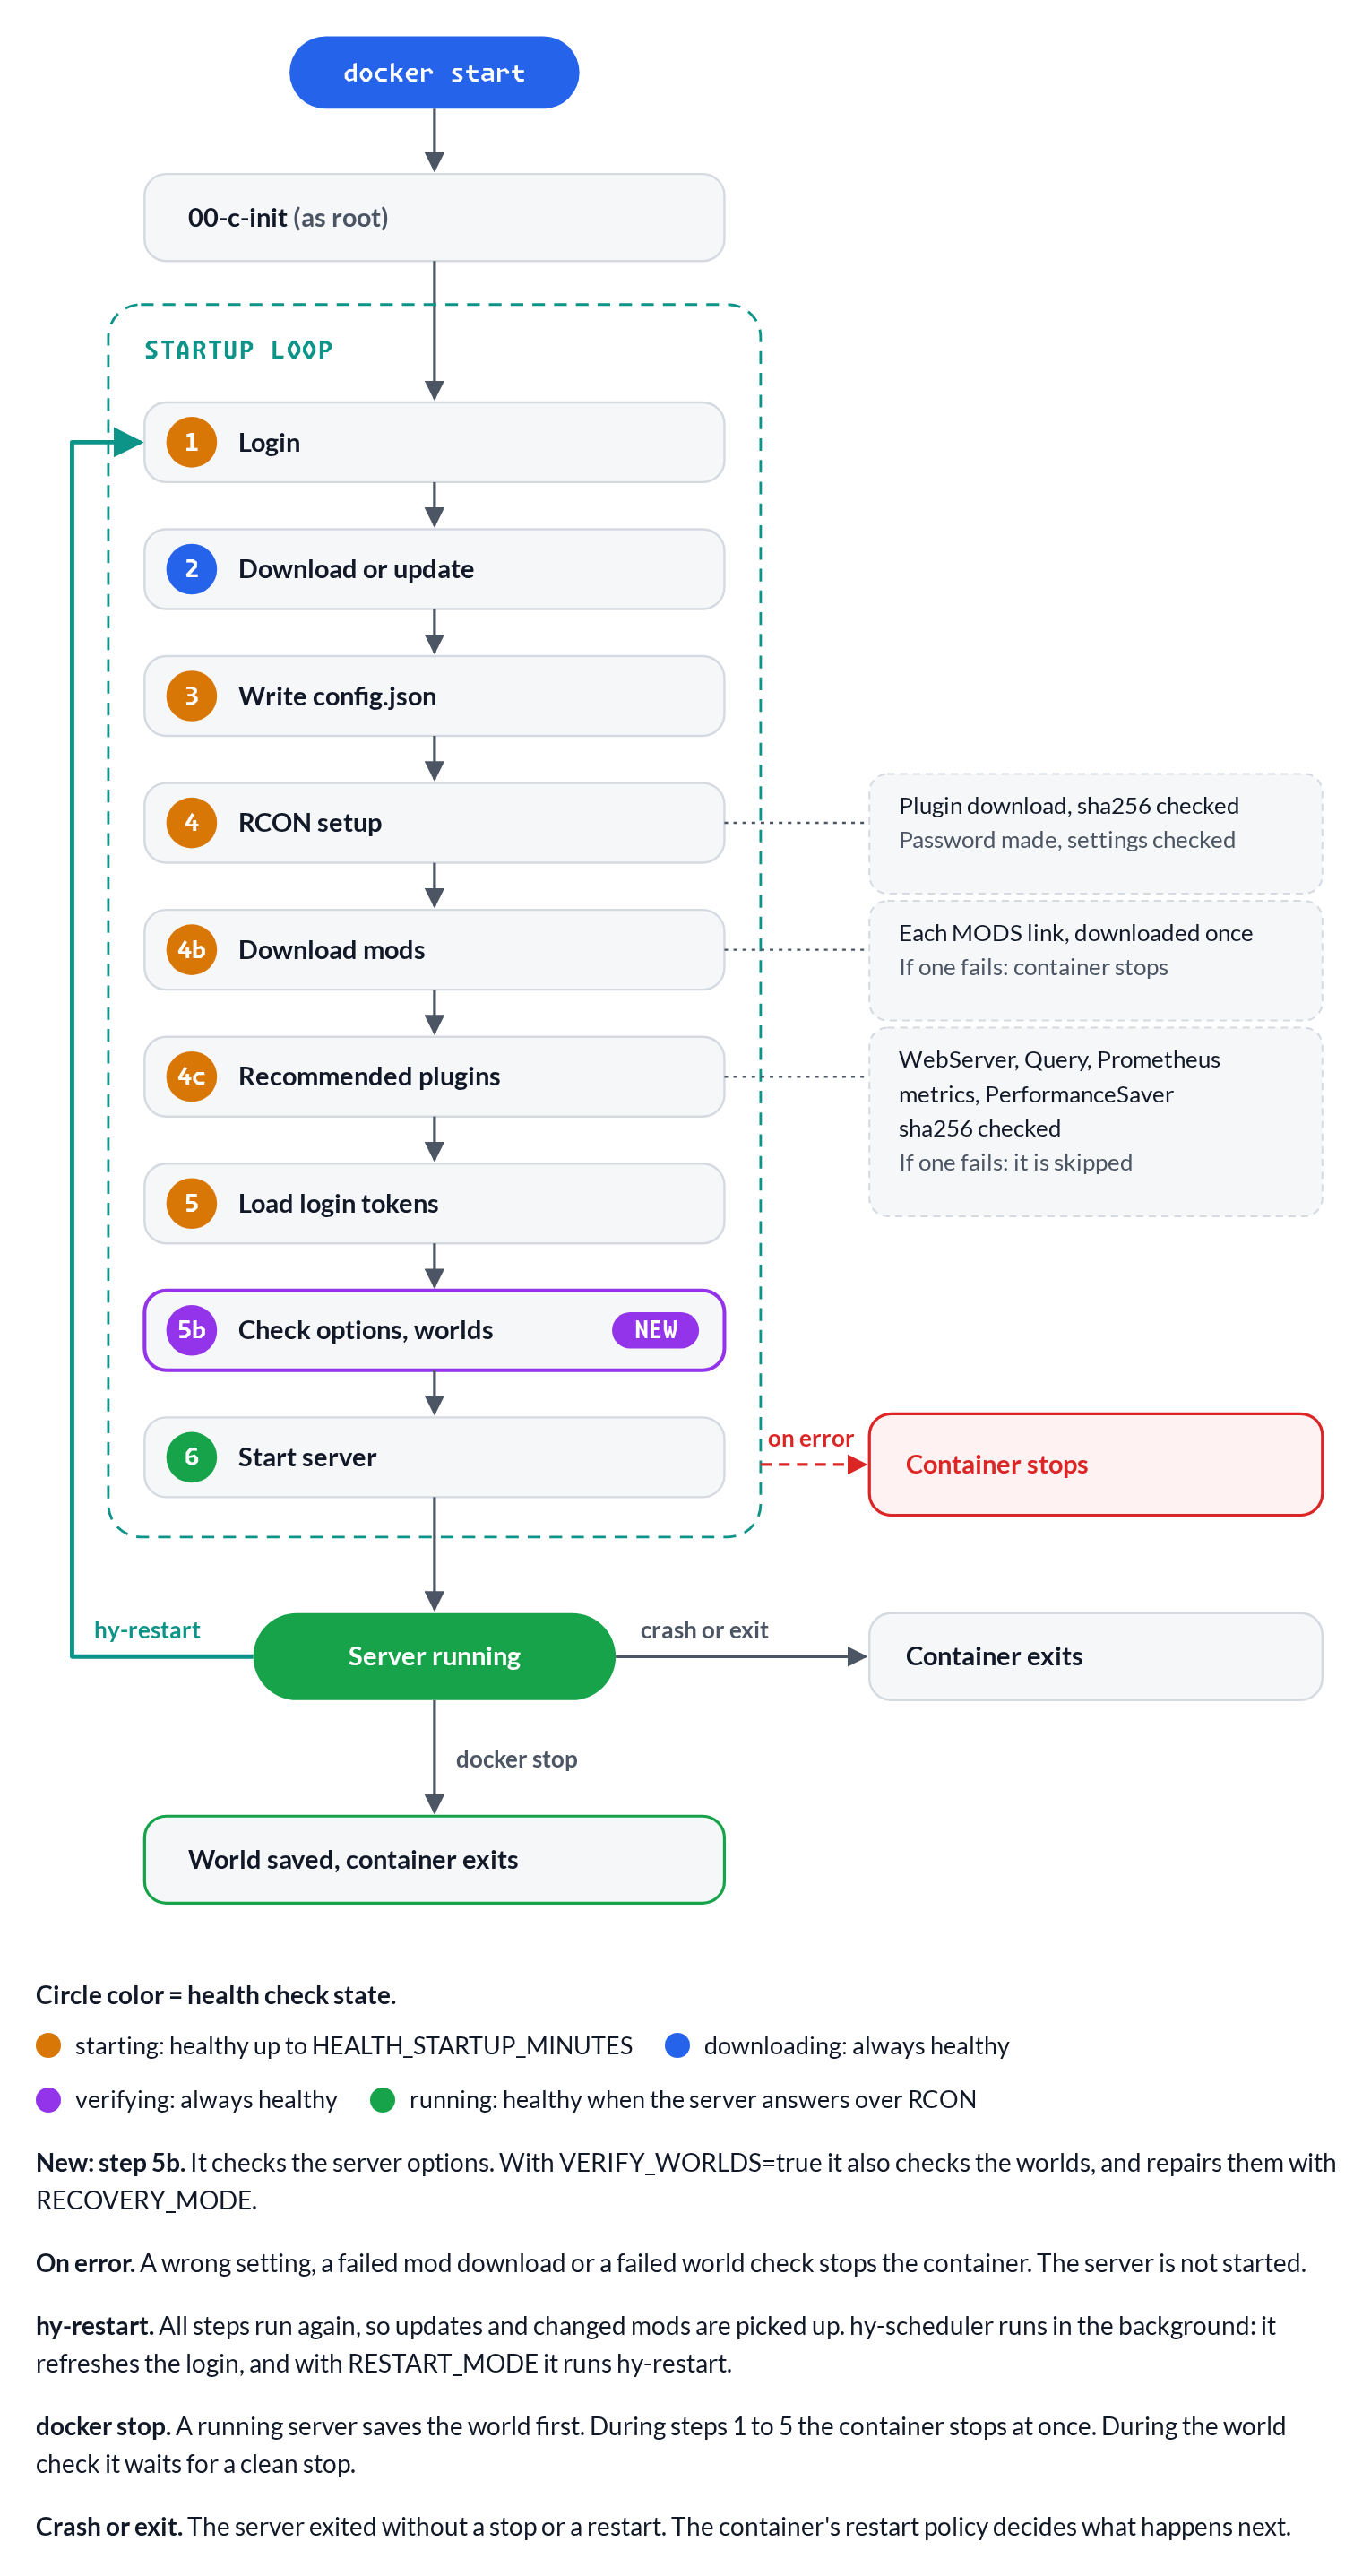 docker start
00-c-init (as root)
STARTUP LOOP
1 Login
2 Download or update
3 Write config.json
4 RCON setup
Plugin download, sha256 checked
Password made, settings checked
4b Download mods
Each MODS link, downloaded once
If one fails: container stops
4c Recommended plugins
WebServer, Query, Prometheus
metrics, PerformanceSaver
sha256 checked
If one fails: it is skipped
5 Load login tokens
5b Check options, worlds NEW
6 Start server
on error
Container stops
hy-restart
Server running
crash or exit
Container exits
docker stop
World saved, container exits
Circle color = health check state.
starting: healthy up to HEALTH_STARTUP_MINUTES downloading: always healthy
verifying: always healthy running: healthy when the server answers over RCON
New: step 5b. It checks the server options. With VERIFY_WORLDS=true it also checks the worlds, and repairs them with
RECOVERY_MODE.
On error. A wrong setting, a failed mod download or a failed world check stops the container. The server is not started.
hy-restart. All steps run again, so updates and changed mods are picked up. hy-scheduler runs in the background: it
refreshes the login, and with RESTART_MODE it runs hy-restart.
docker stop. A running server saves the world first. During steps 1 to 5 the container stops at once. During the world
check it waits for a clean stop.
Crash or exit. The server exited without a stop or a restart. The container's restart policy decides what happens next.